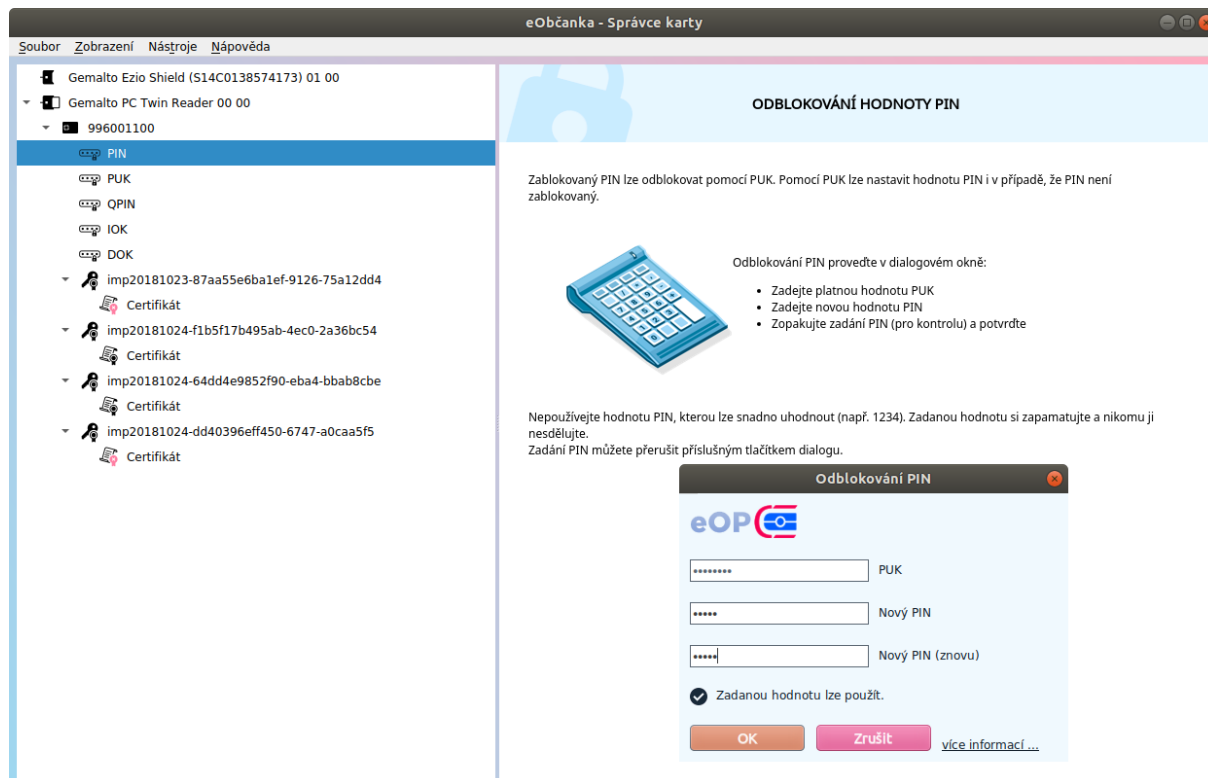 eObčanka - Správce karty
Soubor Zobrazení Nástroje Nápověda
Gemalto Ezio Shield (S14C0138574173) 01 00
Gemalto PC Twin Reader 00 00
996001100
PIN
PUK
QPIN
IOK
DOK
imp20181023-87aa55e6ba1ef-9126-75a12dd4
Certifikát
imp20181024-f1b5f17b495ab-4ec0-2a36bc54
Certifikát
imp20181024-64dd4e9852f90-eba4-bbab8cbe
Certifikát
imp20181024-dd40396eff450-6747-a0caa5f5
Certifikát
ODBLOKOVÁNÍ HODNOTY PIN
Zablokovaný PIN lze odblokovat pomocí PUK. Pomocí PUK lze nastavit hodnotu PIN i v případě, že PIN není
zablokovaný.
Odblokování PIN proveďte v dialogovém okně:
• Zadejte platnou hodnotu PUK
• Zadejte novou hodnotu PIN
• Zopakujte zadání PIN (pro kontrolu) a potvrďte
Nepoužívejte hodnotu PIN, kterou lze snadno uhodnout (např. 1234). Zadanou hodnotu si zapamatujte a nikomu ji
nesdělujte.
Zadání PIN můžete přerušit příslušným tlačítkem dialogu.
Odblokování PIN
eOP
PUK
Nový PIN
Nový PIN (znovu)
Zadanou hodnotu lze použít.
OK Zrušit více informací ...